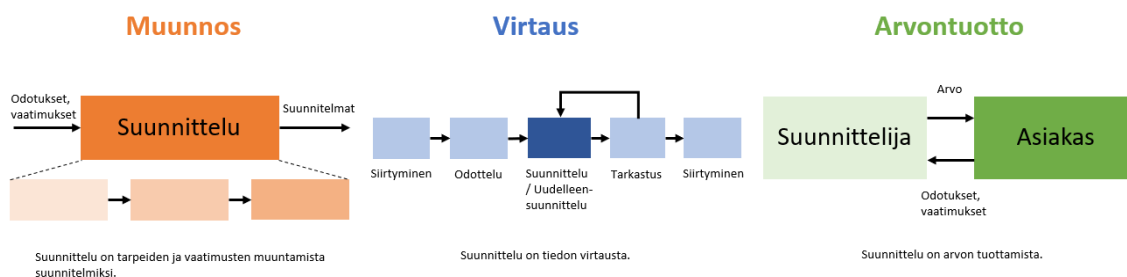 Muunnos
Odotukset,
vaatimukset
Suunnittelu
Suunnitelmat
Suunnittelu on tarpeiden ja vaatimusten muuntamista
suunnitelmiksi.
Virtaus
Siirtyminen
Odottelu
Suunnittelu
/ Uudelleen-
suunnittelu
Tarkastus
Siirtyminen
Suunnittelu on tiedon virtausta.
Arvontuotto
Suunnittelija
Arvo
Asiakas
Odotukset,
vaatimukset
Suunnittelu on arvon tuottamista.